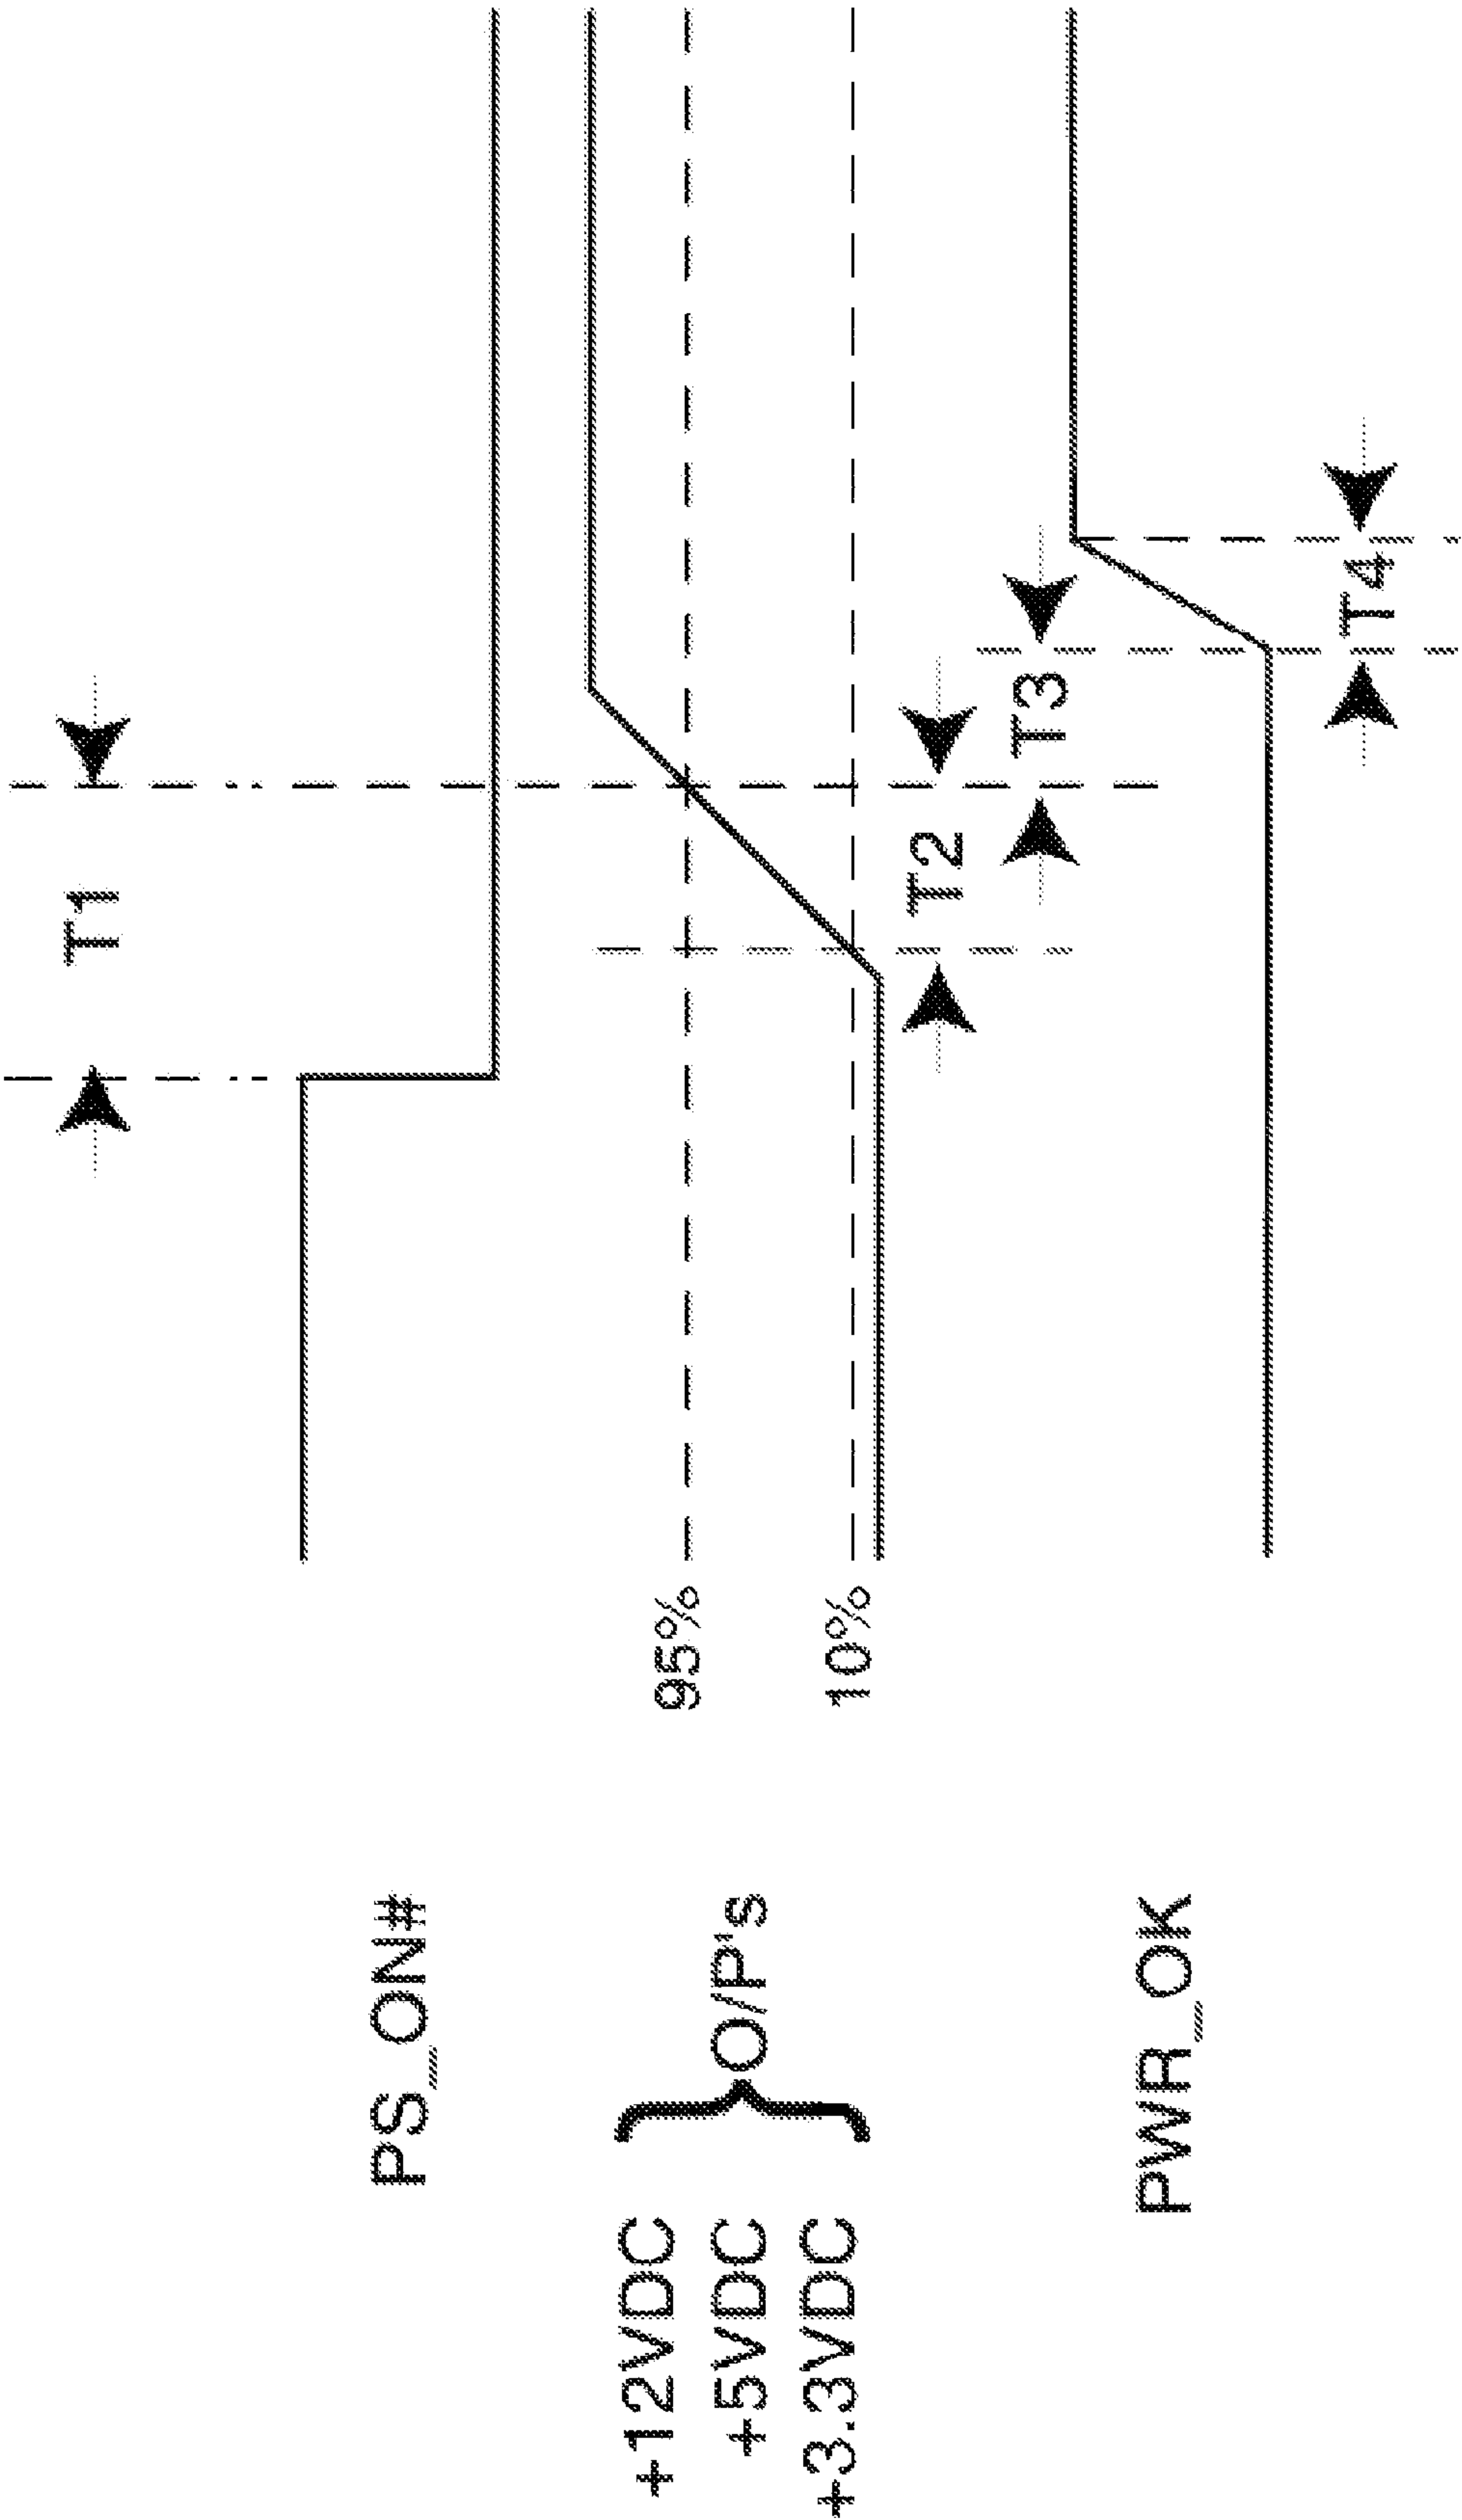 T1
PS_ON#
95%
+12VDC
+5VDC
+3.3VDC
O/P's
10%
T2
T3
PWR_OK
T4